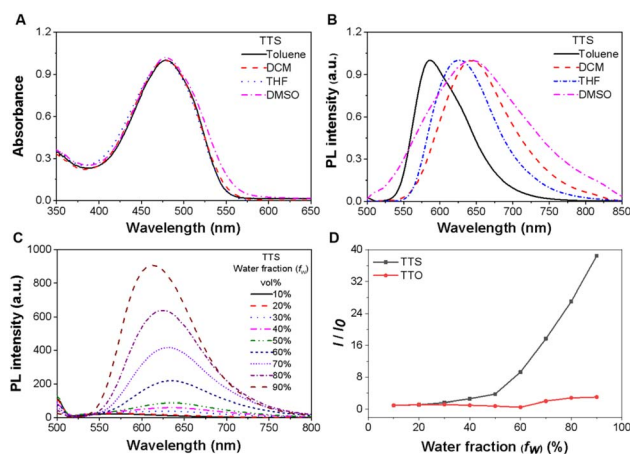 A
TTS
Toluene
DCM
THF
DMSO
Absorbance
1.2
0.9
0.6
0.3
0.0
350 400 450 500 550 600 650
Wavelength (nm)
B
TTS
Toluene
DCM
THF
DMSO
PL intensity (a.u.)
1.2
0.9
0.6
0.3
0.0
500 550 600 650 700 750 800 850
Wavelength (nm)
C
TTS
Water fraction (fw)
vol%
10%
20%
30%
40%
50%
60%
70%
80%
90%
PL intensity (a.u.)
1000
800
600
400
200
0
500 550 600 650 700 750 800
Wavelength (nm)
D
TTS
TTO
I / I0
40
32
24
16
8
0
0 20 40 60 80 100
Water fraction (fW) (%)